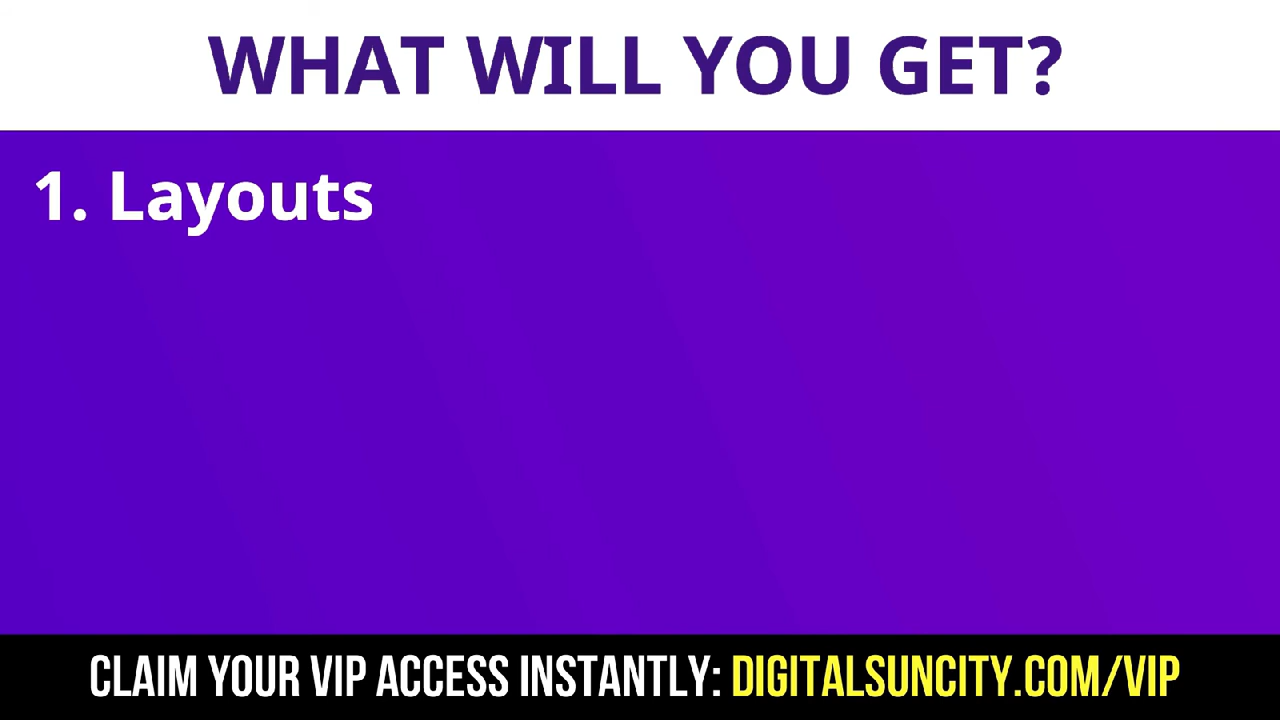 WHAT WILL YOU GET?
1. Layouts
CLAIM YOUR VIP ACCESS INSTANTLY: DIGITALSUNCITY.COM/VIP